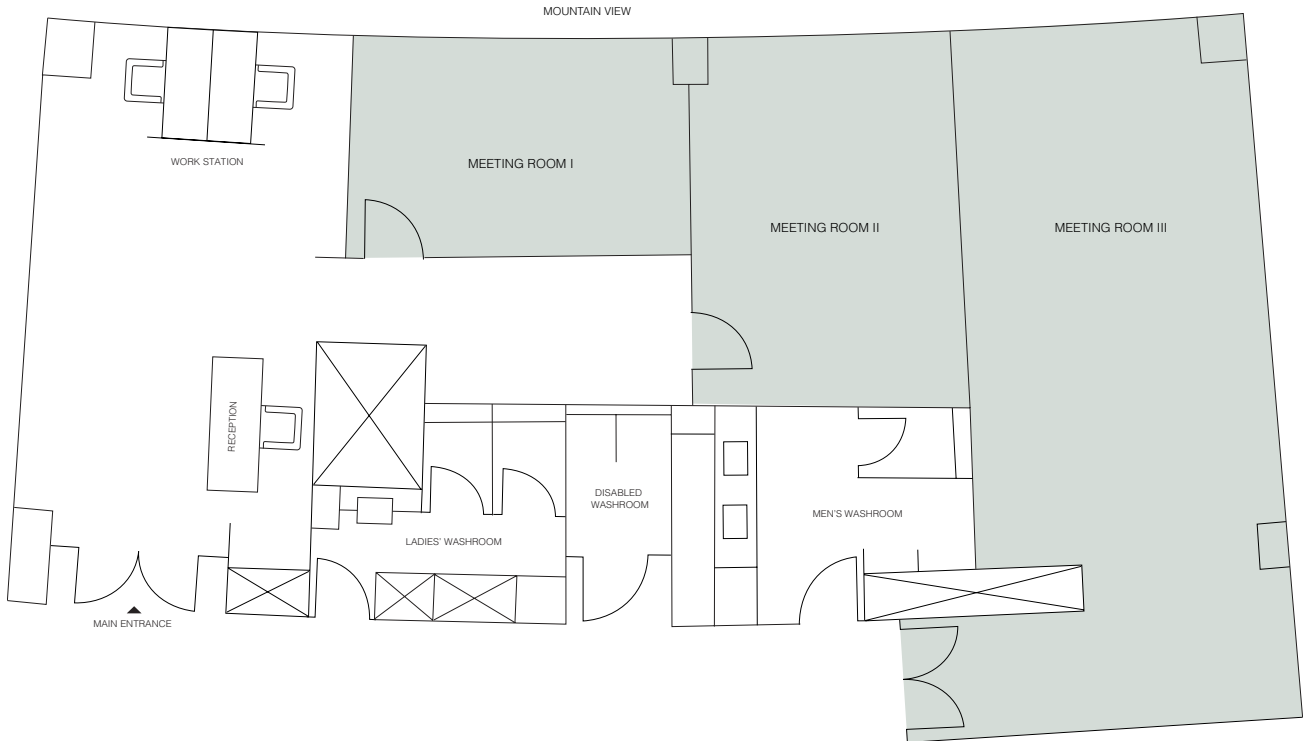 MOUNTAIN VIEW
WORK STATION
MEETING ROOM I
MEETING ROOM II
MEETING ROOM III
RECEPTION
DISABLED
WASHROOM
MEN'S WASHROOM
LADIES' WASHROOM
MAIN ENTRANCE